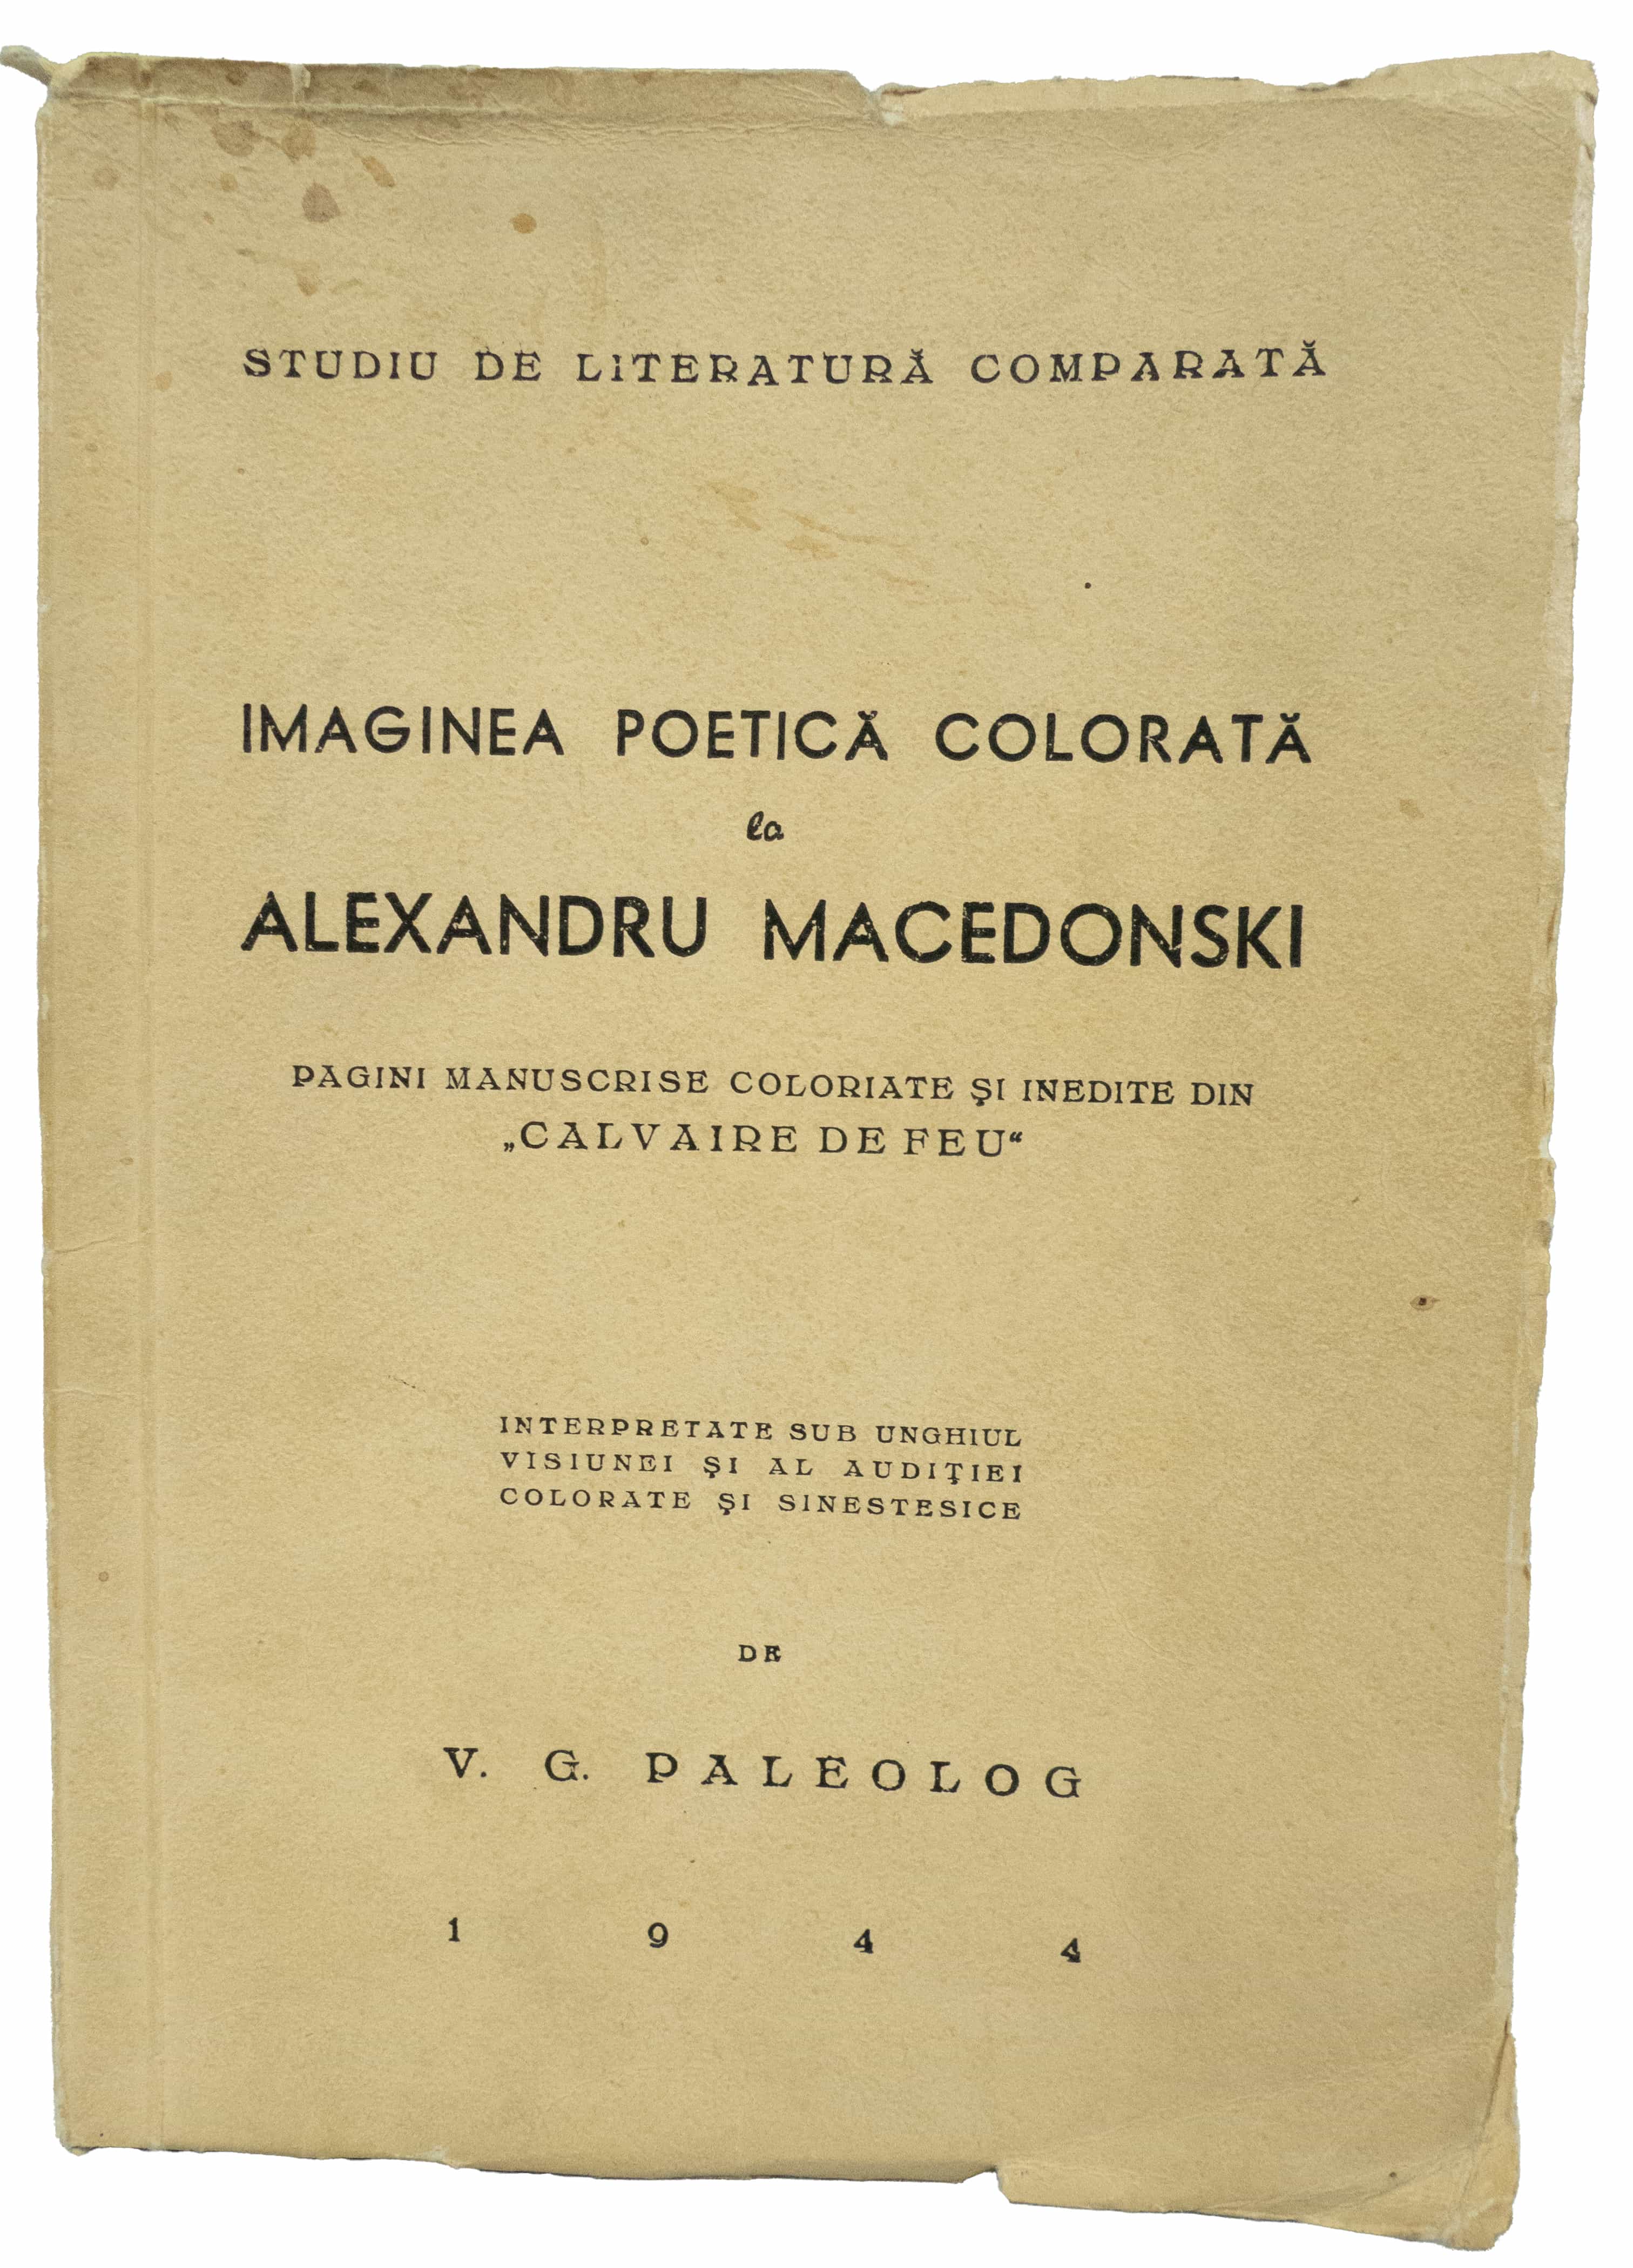 STUDIU DE LITERATURĂ COMPARATĂ
IMAGINEA POETICĂ COLORATĂ
la
ALEXANDRU MACEDONSKI
PAGINI MANUSCRISE COLORIATE ŞI INEDITE DIN
„CALVAIRE DE FEU“
INTERPRETATE SUB UNGHIUL
VISIUNEI ŞI AL AUDIŢIEI
COLORATE ŞI SINESTESICE
DE
V. G. PALEOLOG
1 9 4 4